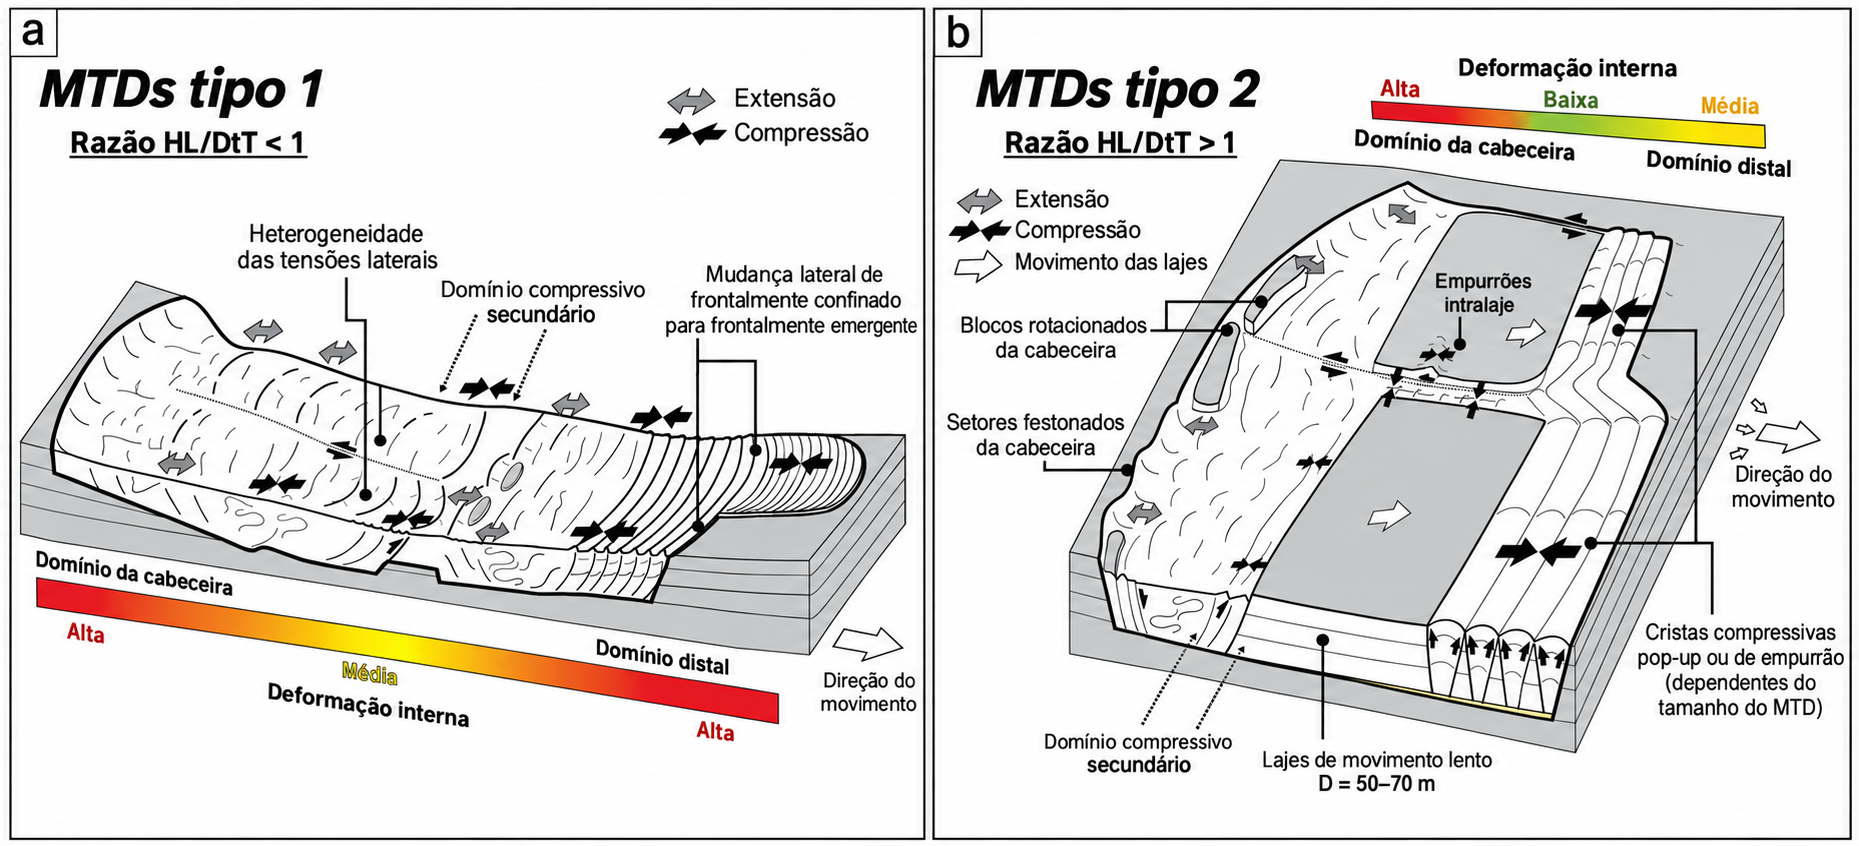 a
MTDs tipo 1
Razão HL/DtT < 1
Extensão
Compressão
Heterogeneidade
das tensões laterais
Domínio compressivo
secundário
Mudança lateral de
frontalmente confinado
para frontalmente emergente
Domínio da cabeceira
Alta
Média
Deformação interna
Domínio distal
Alta
Direção do
movimento
b
MTDs tipo 2
Razão HL/DtT > 1
Deformação interna
Alta
Baixa
Média
Domínio da cabeceira
Domínio distal
Extensão
Compressão
Movimento das lajes
Empurrões
intralaje
Blocos rotacionados
da cabeceira
Setores festonados
da cabeceira
Direção do
movimento
Cristas compressivas
pop-up ou de empurrão
(dependentes do
tamanho do MTD)
Domínio compressivo
secundário
Lajes de movimento lento
D = 50–70 m